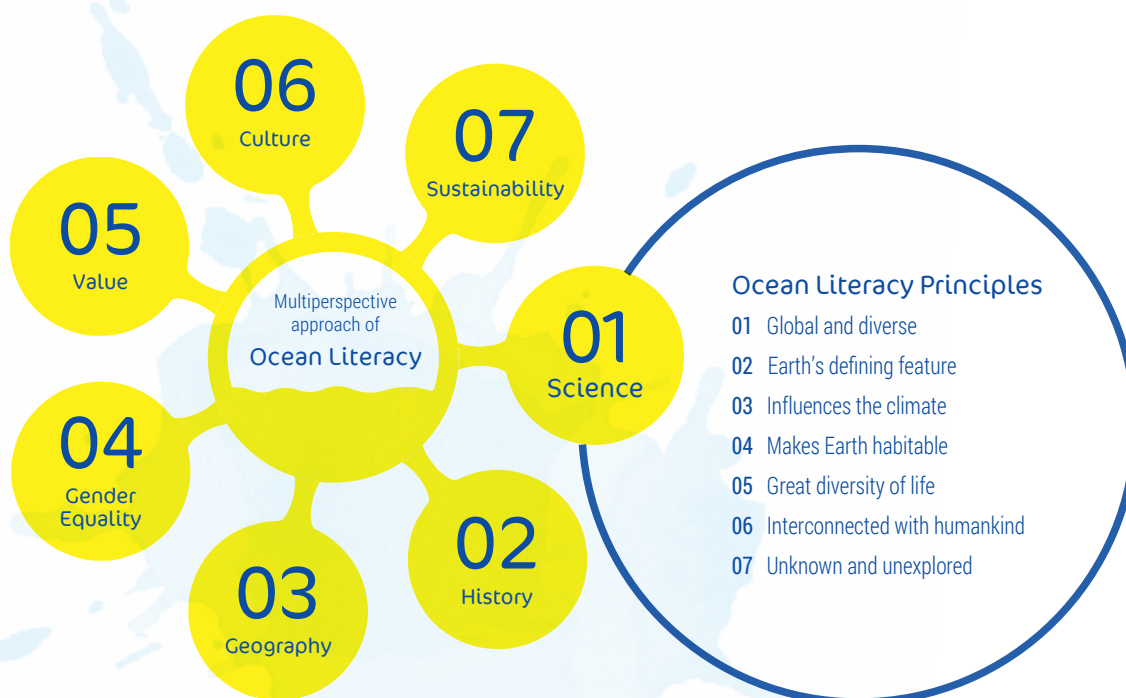 Multiperspective
approach of
Ocean Literacy
01
Science
02
History
03
Geography
04
Gender
Equality
05
Value
06
Culture
07
Sustainability
Ocean Literacy Principles
01 Global and diverse
02 Earth's defining feature
03 Influences the climate
04 Makes Earth habitable
05 Great diversity of life
06 Interconnected with humankind
07 Unknown and unexplored